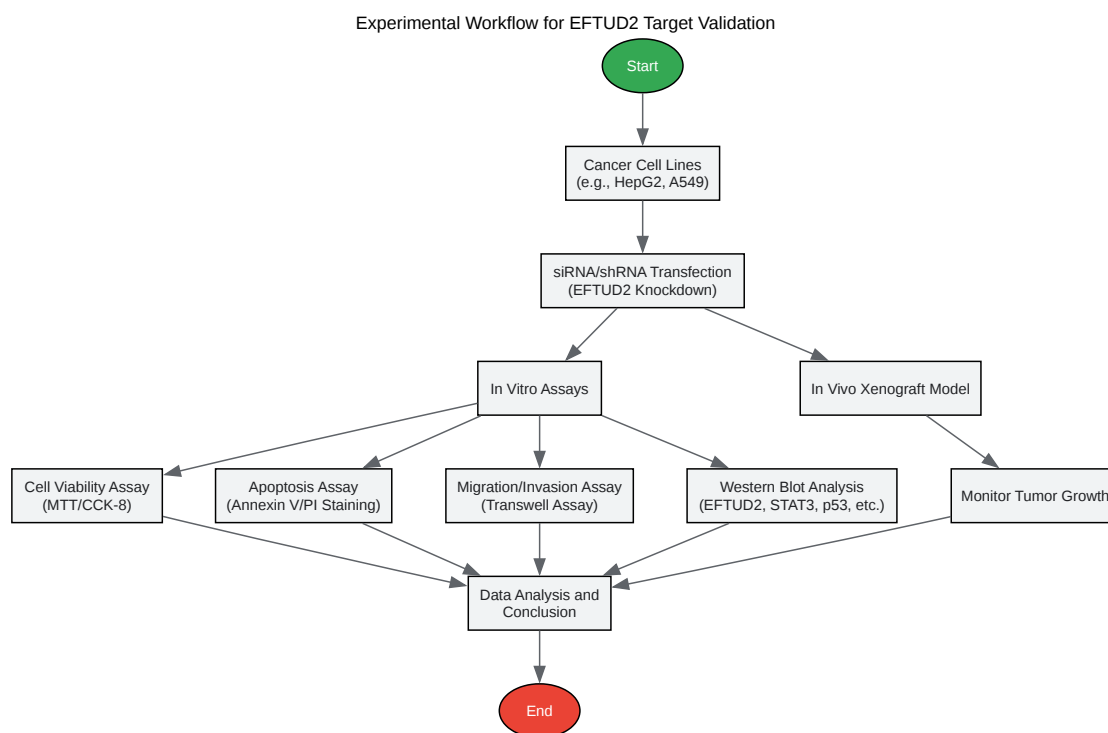 Experimental Workflow for EFTUD2 Target Validation
Start
Cancer Cell Lines
(e.g., HepG2, A549)
siRNA/shRNA Transfection
(EFTUD2 Knockdown)
In Vitro Assays
In Vivo Xenograft Model
Cell Viability Assay
(MTT/CCK-8)
Apoptosis Assay
(Annexin V/PI Staining)
Migration/Invasion Assay
(Transwell Assay)
Western Blot Analysis
(EFTUD2, STAT3, p53, etc.)
Monitor Tumor Growth
Data Analysis and
Conclusion
End